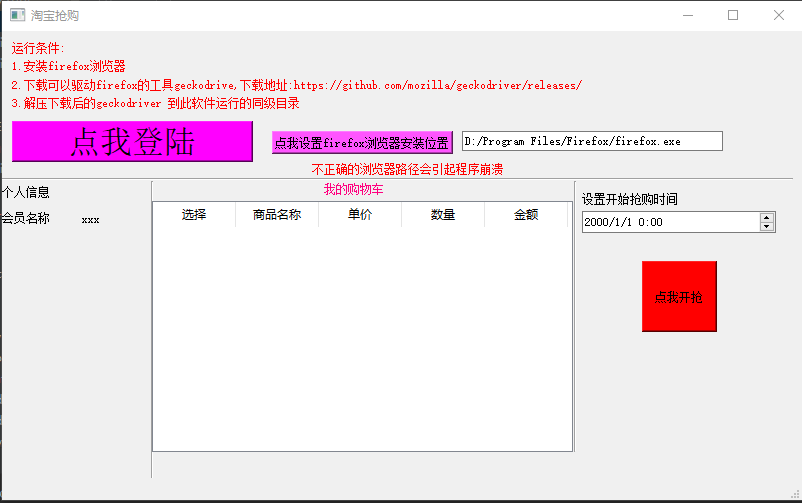 淘宝抢购
运行条件:
1.安装firefox浏览器
2.下载可以驱动firefox的工具geckodrive,下载地址:https://github.com/mozilla/geckodriver/releases/
3.解压下载后的geckodriver 到此软件运行的同级目录
点我登陆
点我设置firefox浏览器安装位置
D:/Program Files/Firefox/firefox.exe
不正确的浏览器路径会引起程序崩溃
个人信息
我的购物车
设置开始抢购时间
会员名称 xxx
选择 商品名称 单价 数量 金额
2000/1/1 0:00
点我开抢